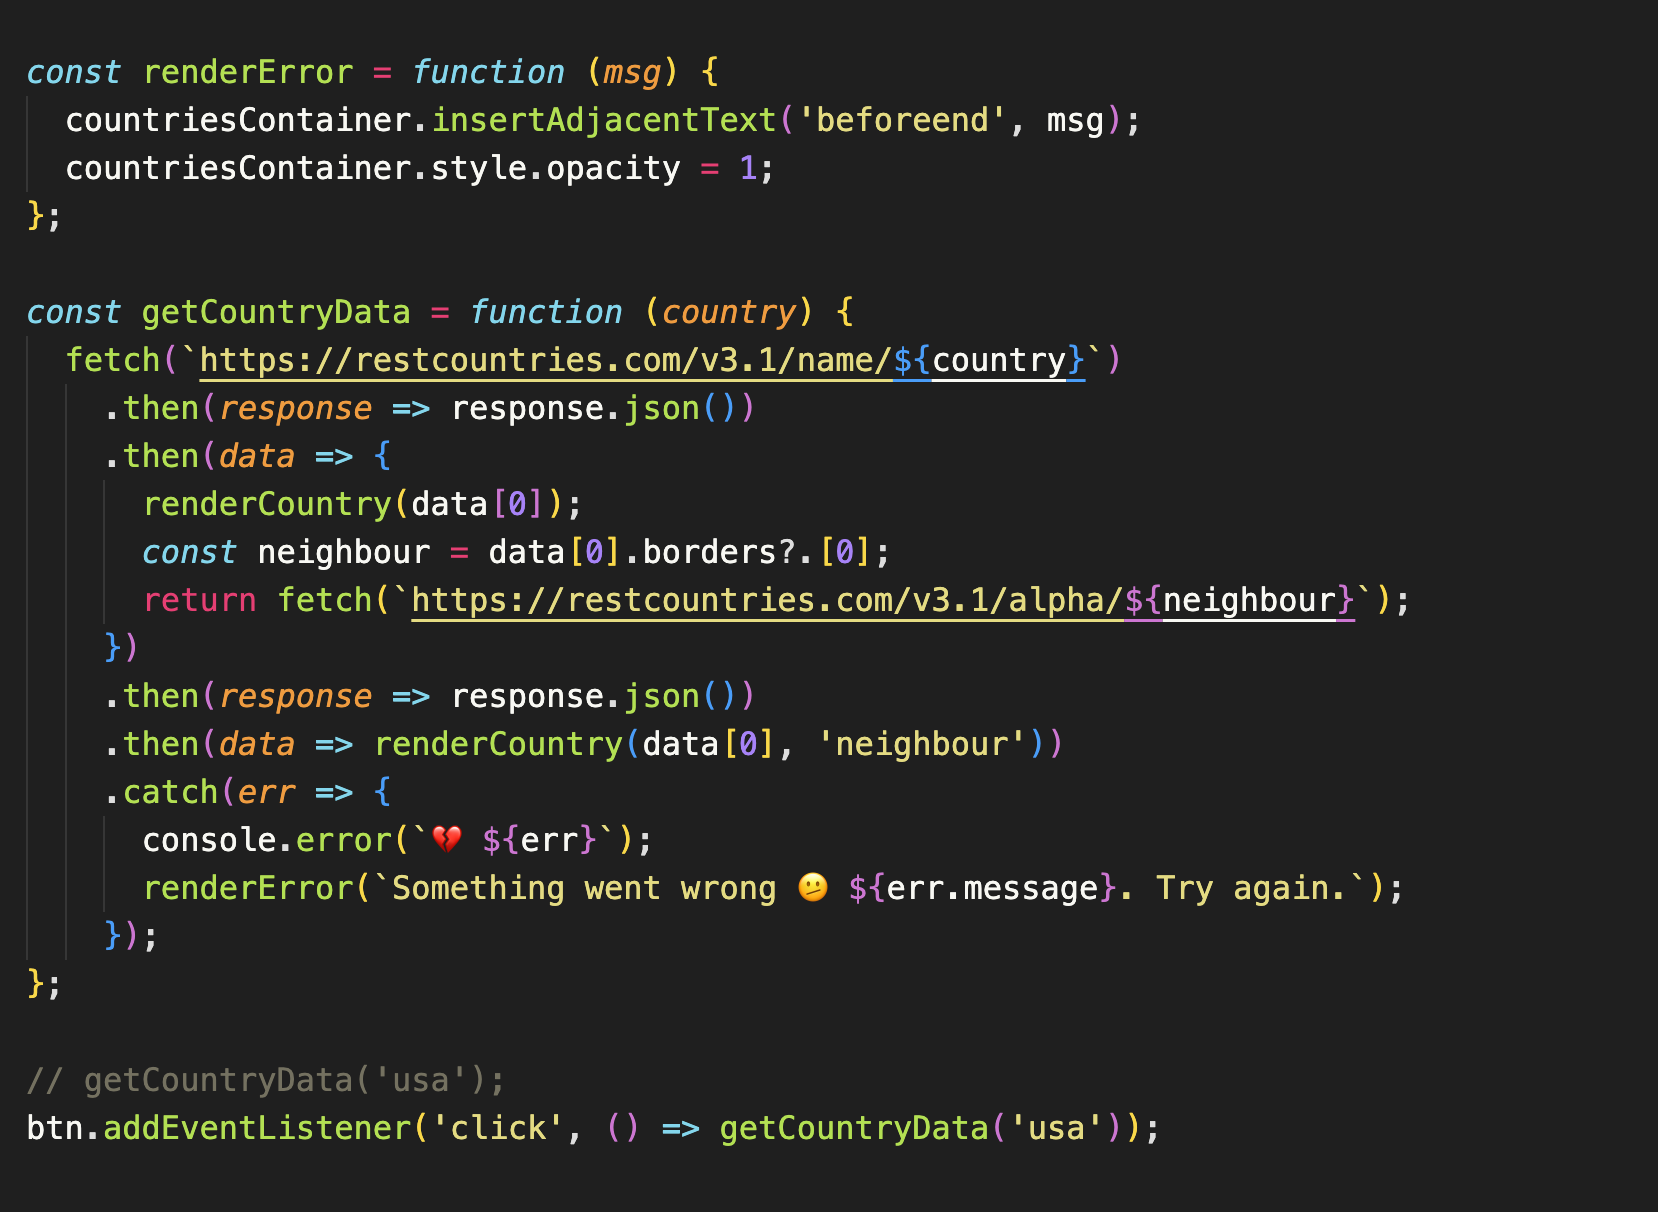 const renderError = function (msg) {
  countriesContainer.insertAdjacentText('beforeend', msg);
  countriesContainer.style.opacity = 1;
};

const getCountryData = function (country) {
  fetch(`https://restcountries.com/v3.1/name/${country}`)
    .then(response => response.json())
    .then(data => {
      renderCountry(data[0]);
      const neighbour = data[0].borders?.[0];
      return fetch(`https://restcountries.com/v3.1/alpha/${neighbour}`);
    })
    .then(response => response.json())
    .then(data => renderCountry(data[0], 'neighbour'))
    .catch(err => {
      console.error(`💔 ${err}`);
      renderError(`Something went wrong 🫤 ${err.message}. Try again.`);
    });
};

// getCountryData('usa');
btn.addEventListener('click', () => getCountryData('usa'));